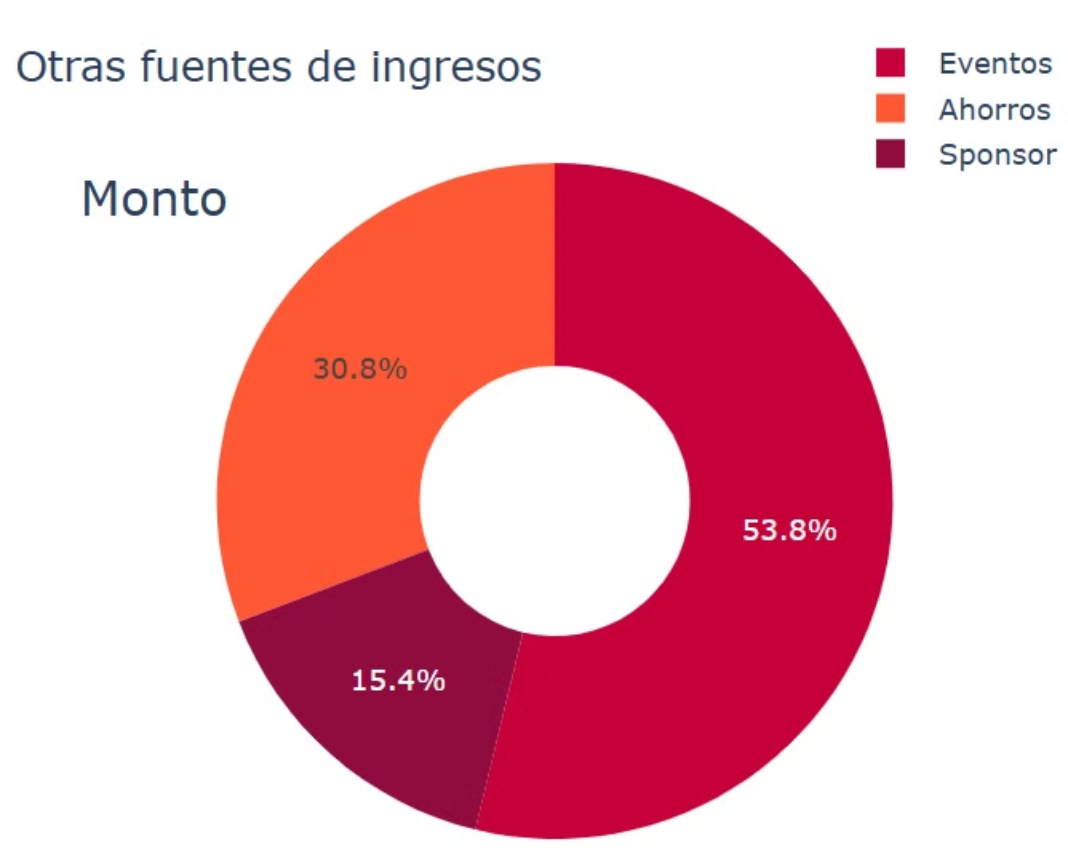 Otras fuentes de ingresos
Eventos
Ahorros
Sponsor
Monto
30.8%
53.8%
15.4%